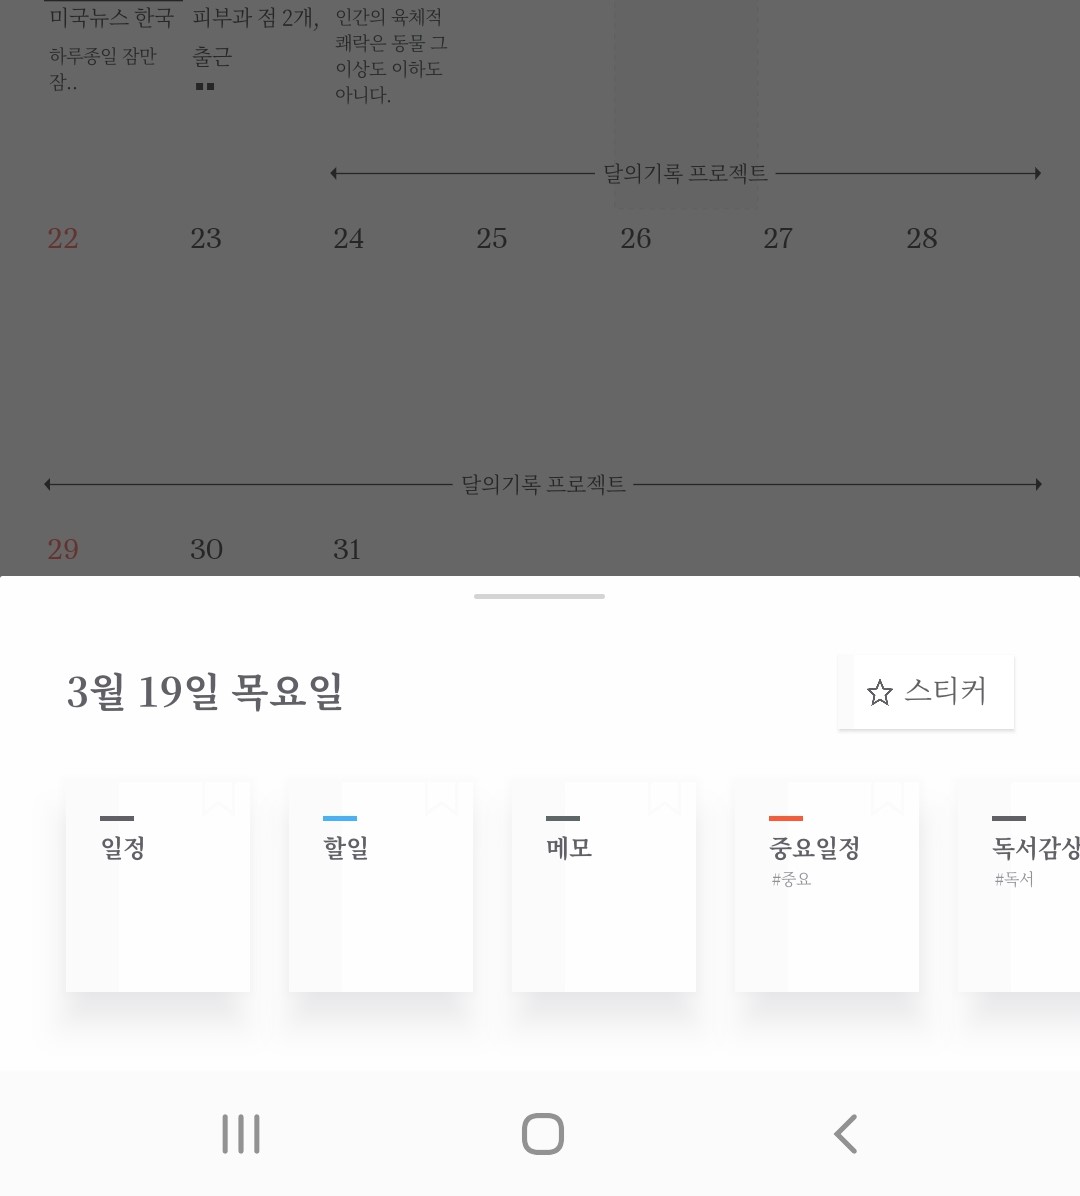 미국뉴스 한국
하루종일 잠만
잠..
피부과 점 2개,
출근
인간의 육체적
쾌락은 동물 그
이상도 이하도
아니다.
달의기록 프로젝트
22 23 24 25 26 27 28
달의기록 프로젝트
29 30 31
3월 19일 목요일
스티커
일정
할일
메모
중요일정
#중요
독서감상
#독서